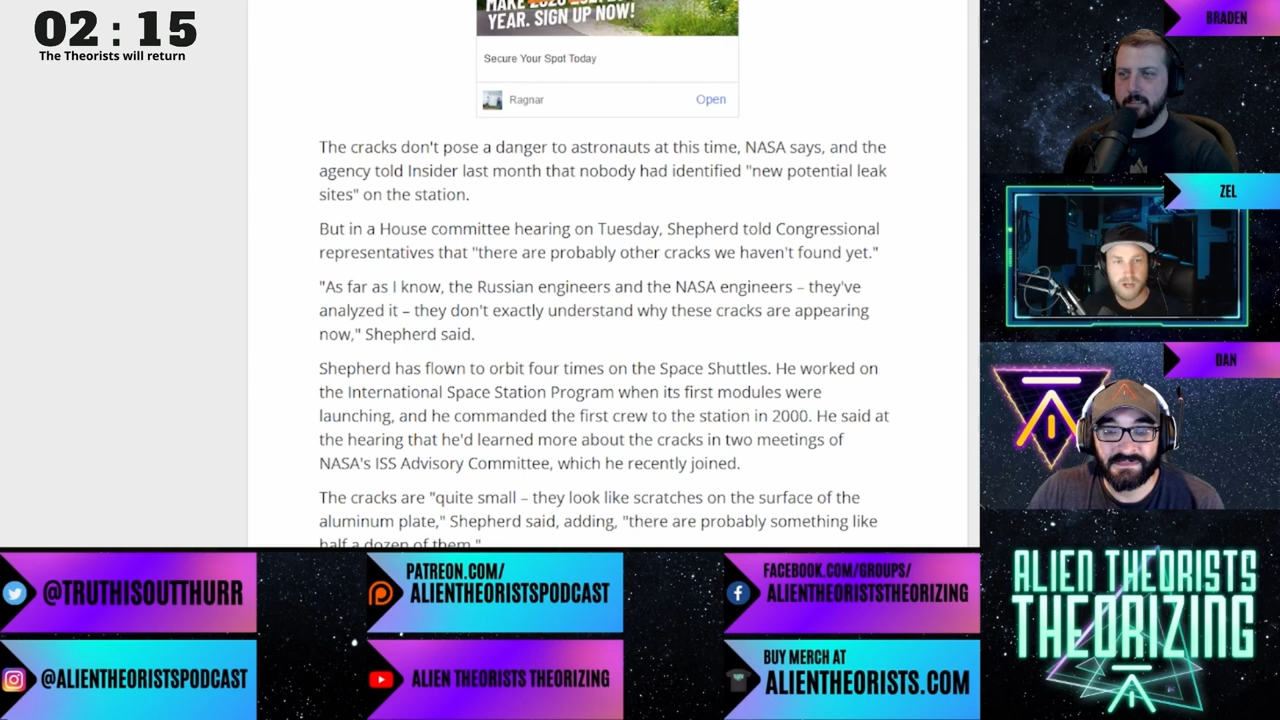 02 : 15
The Theorists will return
MAKE
YEAR. SIGN UP NOW!
Secure Your Spot Today
Ragnar
Open
The cracks don't pose a danger to astronauts at this time, NASA says, and the
agency told Insider last month that nobody had identified "new potential leak
sites" on the station.
But in a House committee hearing on Tuesday, Shepherd told Congressional
representatives that "there are probably other cracks we haven't found yet."
"As far as I know, the Russian engineers and the NASA engineers – they've
analyzed it – they don't exactly understand why these cracks are appearing
now," Shepherd said.
Shepherd has flown to orbit four times on the Space Shuttles. He worked on
the International Space Station Program when its first modules were
launching, and he commanded the first crew to the station in 2000. He said at
the hearing that he'd learned more about the cracks in two meetings of
NASA's ISS Advisory Committee, which he recently joined.
The cracks are "quite small – they look like scratches on the surface of the
aluminum plate," Shepherd said, adding, "there are probably something like
half a dozen of them."
BRADEN
ZEL
DAN
@TRUTHISOUTTHURR
PATREON.COM/
ALIENTHEORISTSPODCAST
FACEBOOK.COM/GROUPS/
ALIENTHEORISTSTHEORIZING
@ALIENTHEORISTSPODCAST
ALIEN THEORISTS THEORIZING
BUY MERCH AT
ALIENTHEORISTS.COM
ALIEN THEORISTS
THEORIZING